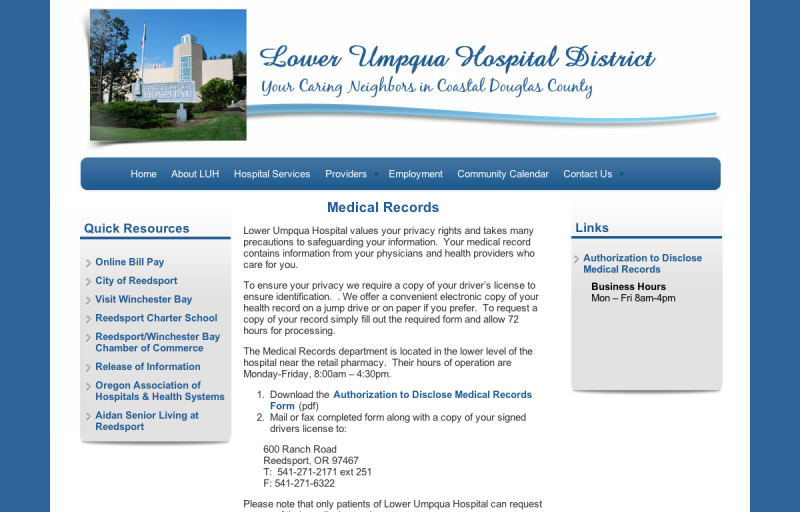 Lower Umpqua Hospital District
Your Caring Neighbors in Coastal Douglas County
HOSPITAL
Home About LUH Hospital Services Providers Employment Community Calendar Contact Us
Quick Resources
Online Bill Pay
City of Reedsport
Visit Winchester Bay
Reedsport Charter School
Reedsport/Winchester Bay
Chamber of Commerce
Release of Information
Oregon Association of
Hospitals & Health Systems
Aidan Senior Living at
Reedsport
Medical Records
Lower Umpqua Hospital values your privacy rights and takes many
precautions to safeguarding your information.  Your medical record
contains information from your physicians and health providers who
care for you.
To ensure your privacy we require a copy of your driver's license to
ensure identification.  . We offer a convenient electronic copy of your
health record on a jump drive or on paper if you prefer.  To request a
copy of your record simply fill out the required form and allow 72
hours for processing.
The Medical Records department is located in the lower level of the
hospital near the retail pharmacy.  Their hours of operation are
Monday-Friday, 8:00am – 4:30pm.
1. Download the Authorization to Disclose Medical Records
Form (pdf)
2. Mail or fax completed form along with a copy of your signed
drivers license to:
600 Ranch Road
Reedsport, OR 97467
T:  541-271-2171 ext 251
F: 541-271-6322
Please note that only patients of Lower Umpqua Hospital can request
Links
Authorization to Disclose
Medical Records
Business Hours
Mon – Fri 8am-4pm